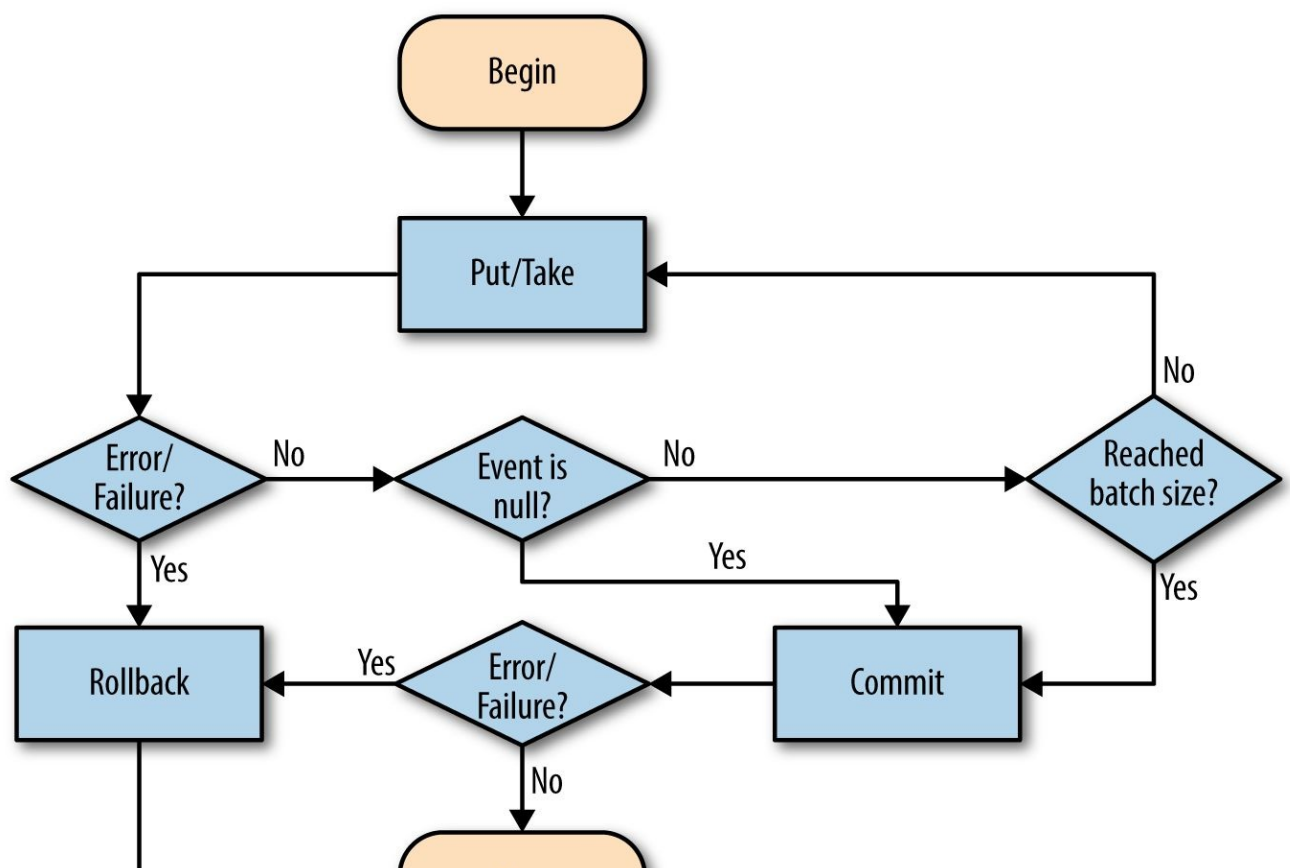 Begin
Put/Take
No
Error/
Failure?
No
Event is
null?
No
Reached
batch size?
Yes
Yes
Yes
Rollback
Yes
Error/
Failure?
Commit
No